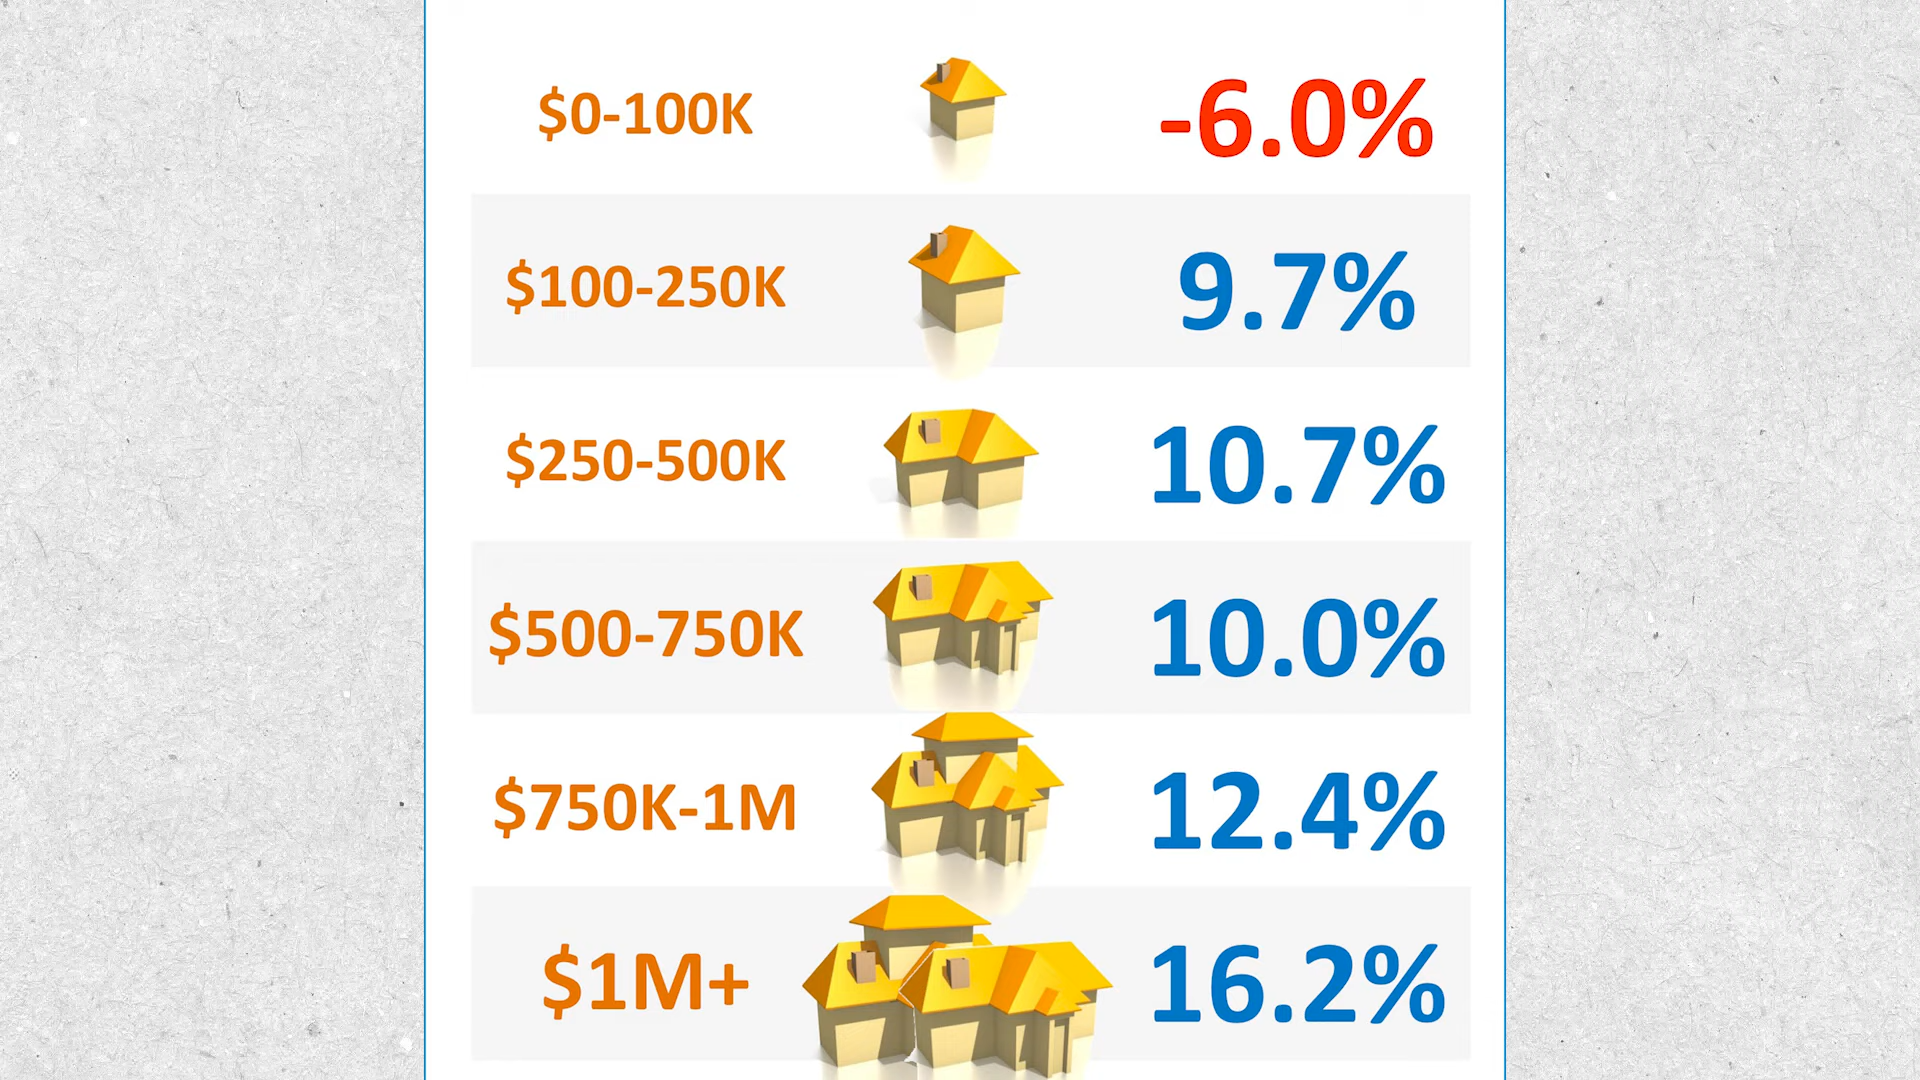 $0-100K -6.0%
$100-250K 9.7%
$250-500K 10.7%
$500-750K 10.0%
$750K-1M 12.4%
$1M+ 16.2%